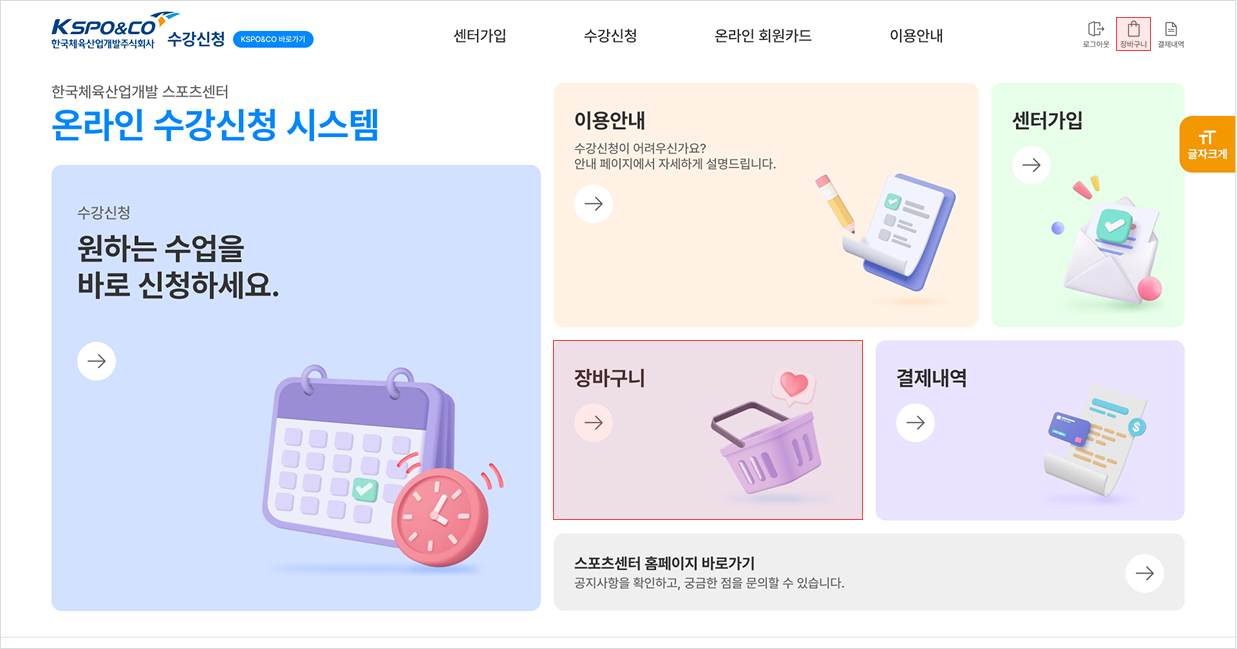 KSPO&CO
한국체육산업개발주식회사
수강신청
KSPO&CO 바로가기
센터가입
수강신청
온라인 회원카드
이용안내
로그아웃
장바구니
결제내역
한국체육산업개발 스포츠센터
온라인 수강신청 시스템
수강신청
원하는 수업을
바로 신청하세요.
이용안내
수강신청이 어려우신가요?
안내 페이지에서 자세하게 설명드립니다.
센터가입
TT
글자크게
장바구니
결제내역
$
스포츠센터 홈페이지 바로가기
공지사항을 확인하고, 궁금한 점을 문의할 수 있습니다.